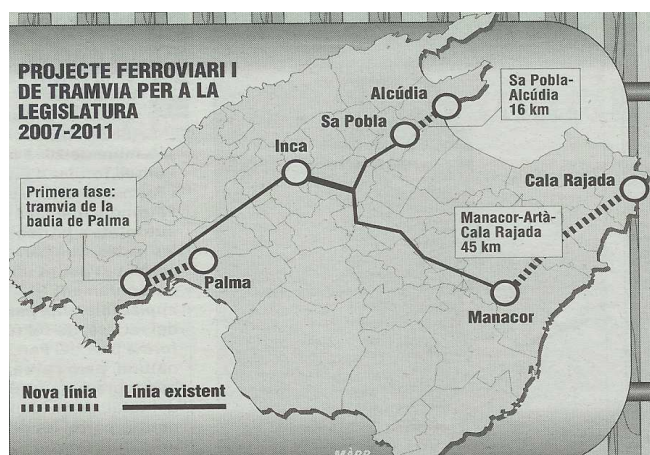 PROJECTE FERROVIARI I
DE TRAMVIA PER A LA
LEGISLATURA
2007-2011
Sa Pobla-
Alcúdia
16 km
Alcúdia
Sa Pobla
Inca
Cala Rajada
Primera fase:
tramvia de la
badia de Palma
Manacor-Artà-
Cala Rajada
45 km
Palma
Manacor
Nova línia
Línia existent